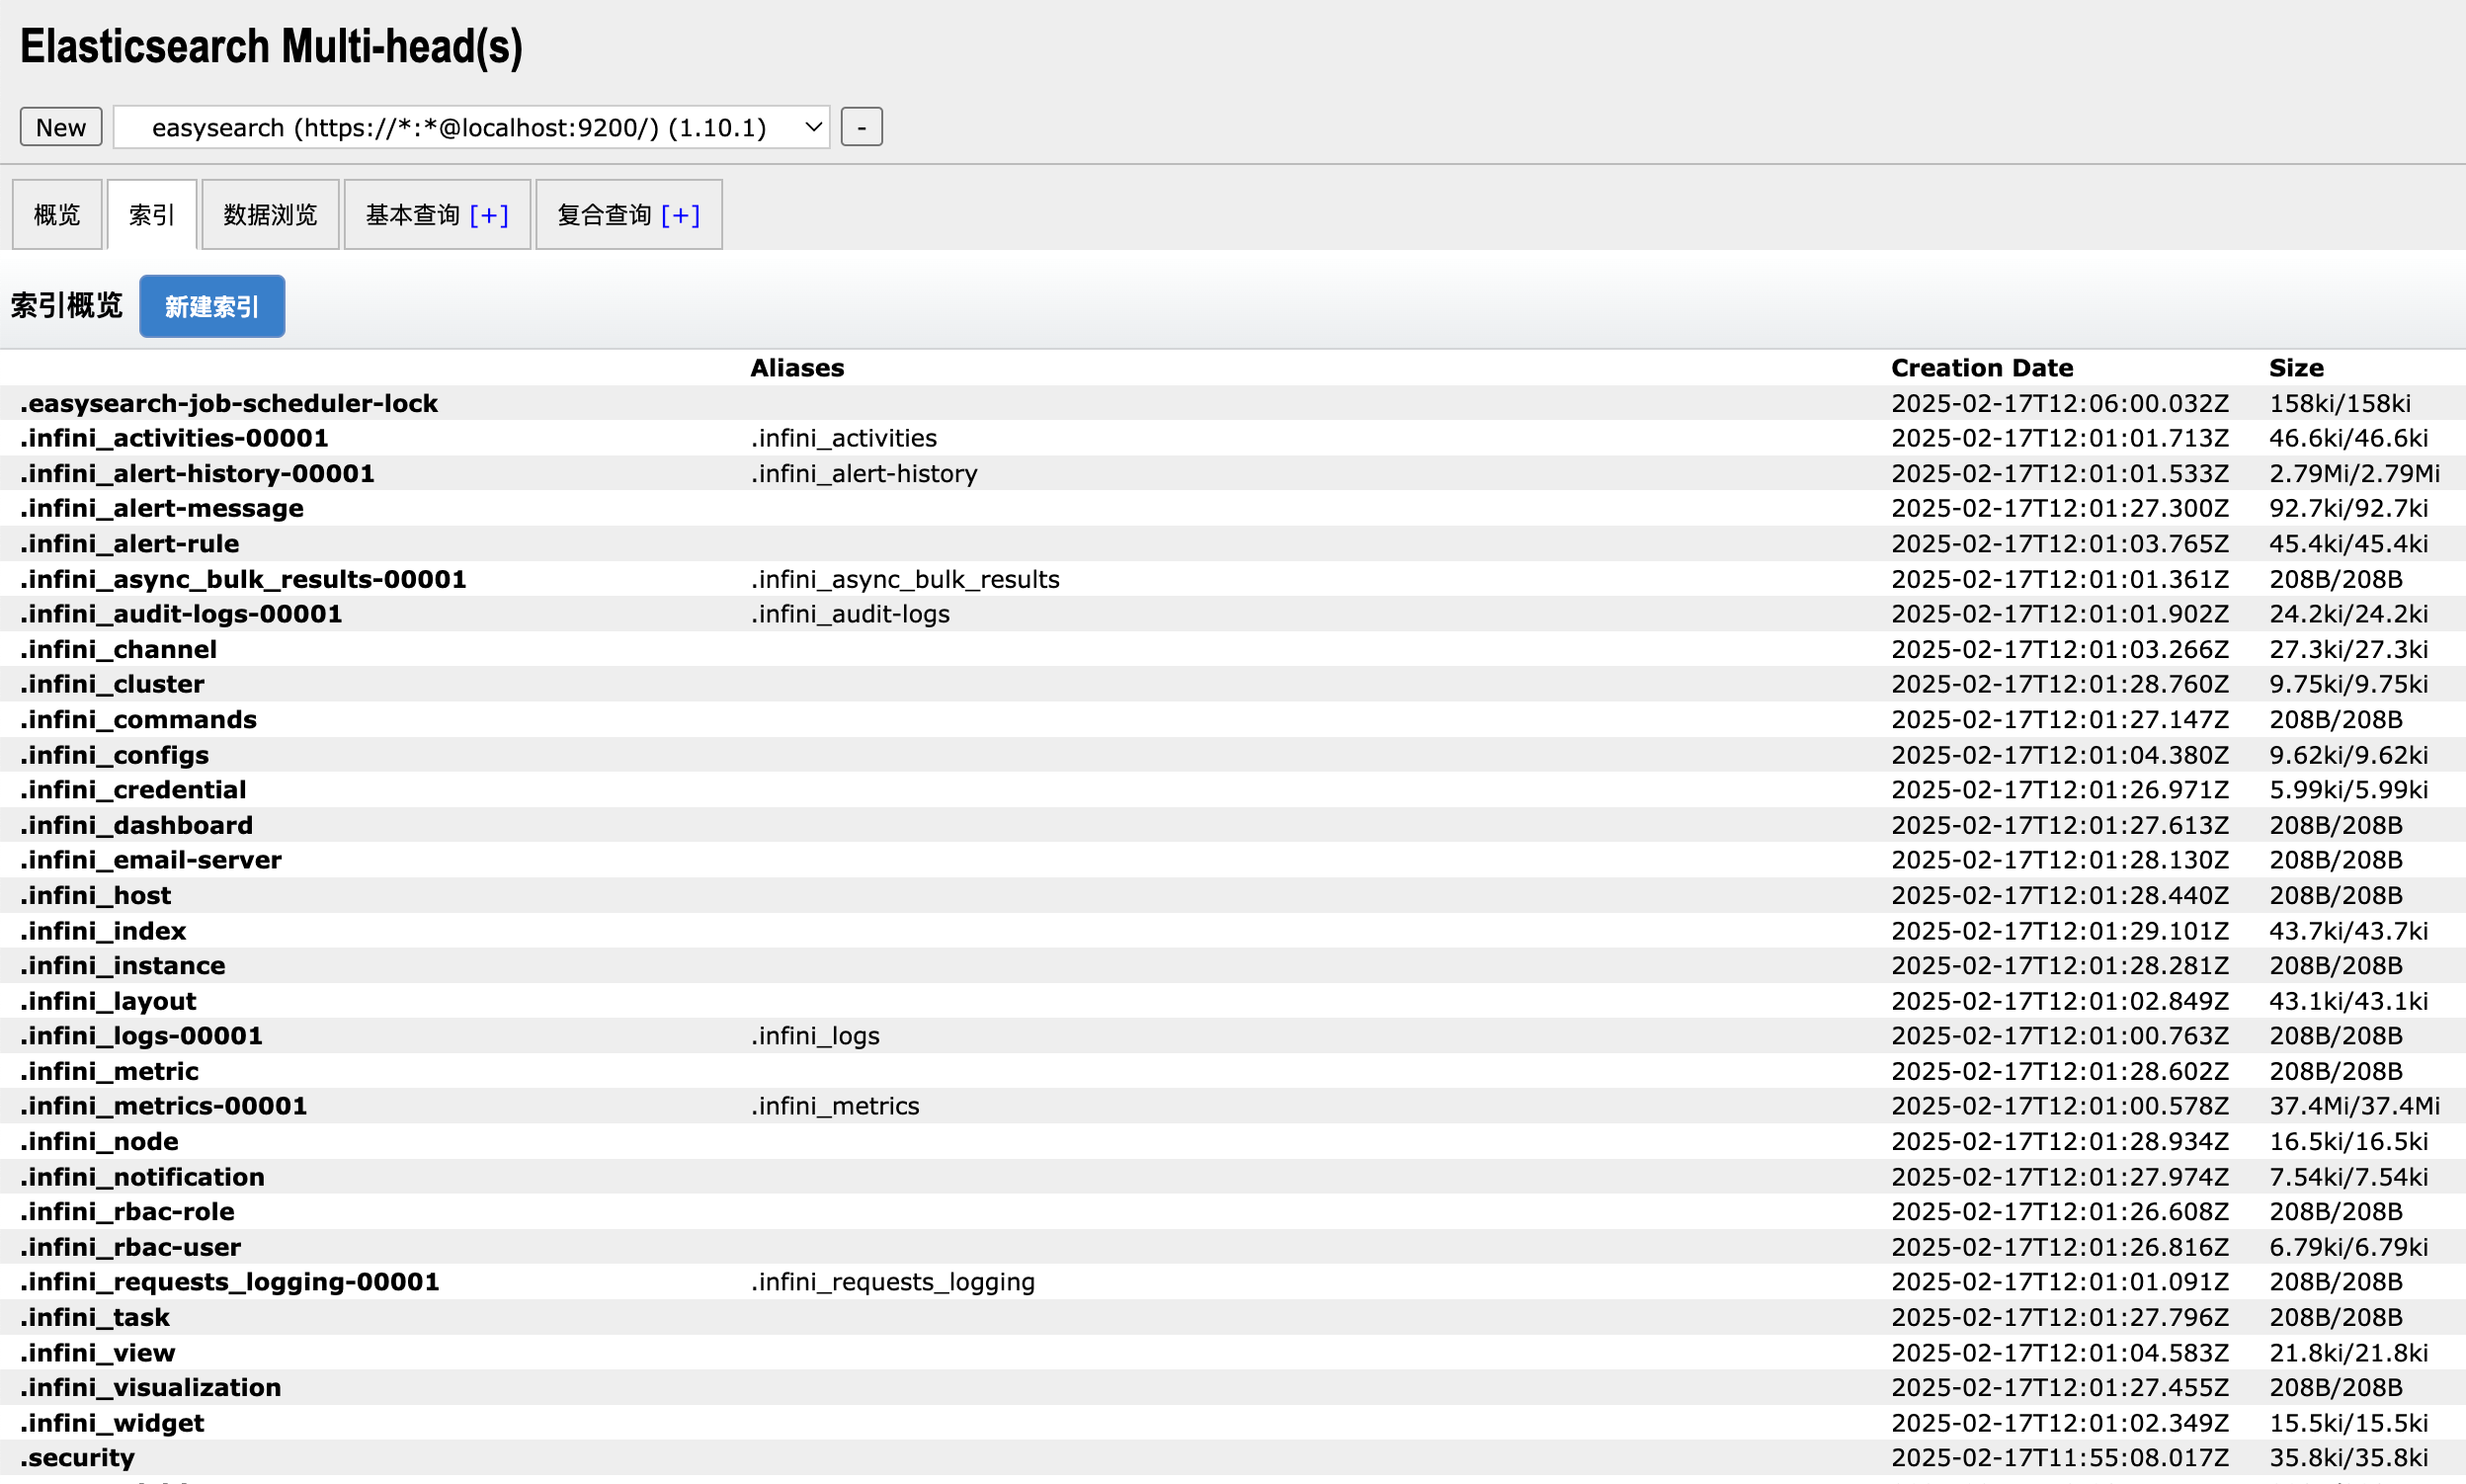 Elasticsearch Multi-head(s)
New easysearch (https://*:*@localhost:9200/) (1.10.1) -
概览 索引 数据浏览 基本查询 [+] 复合查询 [+]
索引概览 新建索引
Aliases Creation Date Size
.easysearch-job-scheduler-lock 2025-02-17T12:06:00.032Z 158ki/158ki
.infini_activities-00001 .infini_activities 2025-02-17T12:01:01.713Z 46.6ki/46.6ki
.infini_alert-history-00001 .infini_alert-history 2025-02-17T12:01:01.533Z 2.79Mi/2.79Mi
.infini_alert-message 2025-02-17T12:01:27.300Z 92.7ki/92.7ki
.infini_alert-rule 2025-02-17T12:01:03.765Z 45.4ki/45.4ki
.infini_async_bulk_results-00001 .infini_async_bulk_results 2025-02-17T12:01:01.361Z 208B/208B
.infini_audit-logs-00001 .infini_audit-logs 2025-02-17T12:01:01.902Z 24.2ki/24.2ki
.infini_channel 2025-02-17T12:01:03.266Z 27.3ki/27.3ki
.infini_cluster 2025-02-17T12:01:28.760Z 9.75ki/9.75ki
.infini_commands 2025-02-17T12:01:27.147Z 208B/208B
.infini_configs 2025-02-17T12:01:04.380Z 9.62ki/9.62ki
.infini_credential 2025-02-17T12:01:26.971Z 5.99ki/5.99ki
.infini_dashboard 2025-02-17T12:01:27.613Z 208B/208B
.infini_email-server 2025-02-17T12:01:28.130Z 208B/208B
.infini_host 2025-02-17T12:01:28.440Z 208B/208B
.infini_index 2025-02-17T12:01:29.101Z 43.7ki/43.7ki
.infini_instance 2025-02-17T12:01:28.281Z 208B/208B
.infini_layout 2025-02-17T12:01:02.849Z 43.1ki/43.1ki
.infini_logs-00001 .infini_logs 2025-02-17T12:01:00.763Z 208B/208B
.infini_metric 2025-02-17T12:01:28.602Z 208B/208B
.infini_metrics-00001 .infini_metrics 2025-02-17T12:01:00.578Z 37.4Mi/37.4Mi
.infini_node 2025-02-17T12:01:28.934Z 16.5ki/16.5ki
.infini_notification 2025-02-17T12:01:27.974Z 7.54ki/7.54ki
.infini_rbac-role 2025-02-17T12:01:26.608Z 208B/208B
.infini_rbac-user 2025-02-17T12:01:26.816Z 6.79ki/6.79ki
.infini_requests_logging-00001 .infini_requests_logging 2025-02-17T12:01:01.091Z 208B/208B
.infini_task 2025-02-17T12:01:27.796Z 208B/208B
.infini_view 2025-02-17T12:01:04.583Z 21.8ki/21.8ki
.infini_visualization 2025-02-17T12:01:27.455Z 208B/208B
.infini_widget 2025-02-17T12:01:02.349Z 15.5ki/15.5ki
.security 2025-02-17T11:55:08.017Z 35.8ki/35.8ki